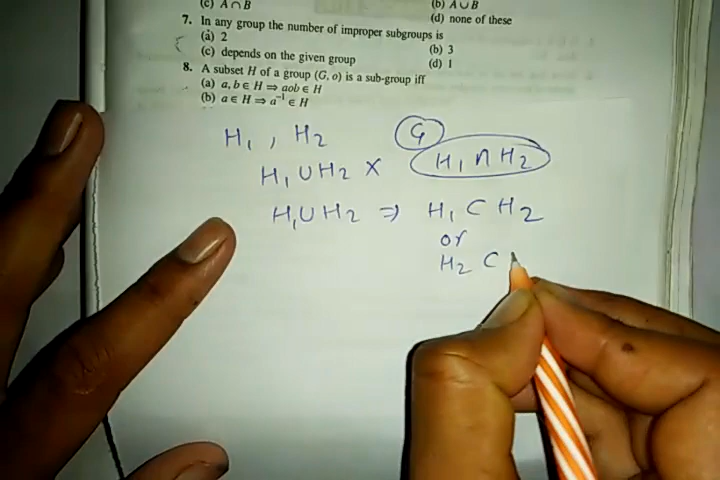 (c) A ∩ B (b) A ∪ B
(d) none of these
7. In any group the number of improper subgroups is
(a) 2 (b) 3
(c) depends on the given group (d) 1
8. A subset H of a group (G, o) is a sub-group iff
(a) a, b ∈ H ⇒ aob ∈ H
(b) a ∈ H ⇒ a⁻¹ ∈ H
H₁ , H₂ G
H₁ ∪ H₂ × H₁ ∩ H₂
H₁ ∪ H₂ ⇒ H₁ ⊂ H₂
or
H₂ ⊂